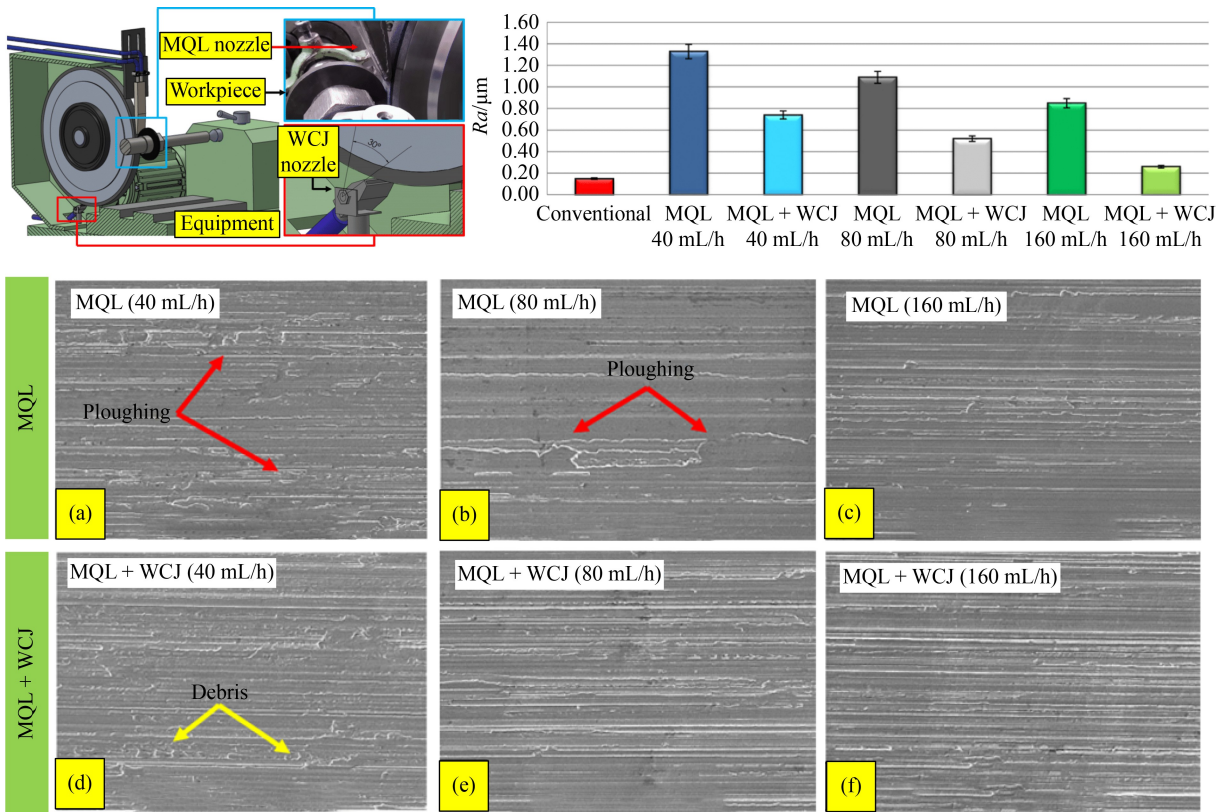 MQL nozzle
Workpiece
WCJ
nozzle
30°
Equipment
Ra/μm
1.60
1.40
1.20
1.00
0.80
0.60
0.40
0.20
0.00
Conventional
MQL
40 mL/h
MQL + WCJ
40 mL/h
MQL
80 mL/h
MQL + WCJ
80 mL/h
MQL
160 mL/h
MQL + WCJ
160 mL/h
MQL
MQL (40 mL/h)
Ploughing
(a)
MQL (80 mL/h)
Ploughing
(b)
MQL (160 mL/h)
(c)
MQL + WCJ
MQL + WCJ (40 mL/h)
Debris
(d)
MQL + WCJ (80 mL/h)
(e)
MQL + WCJ (160 mL/h)
(f)